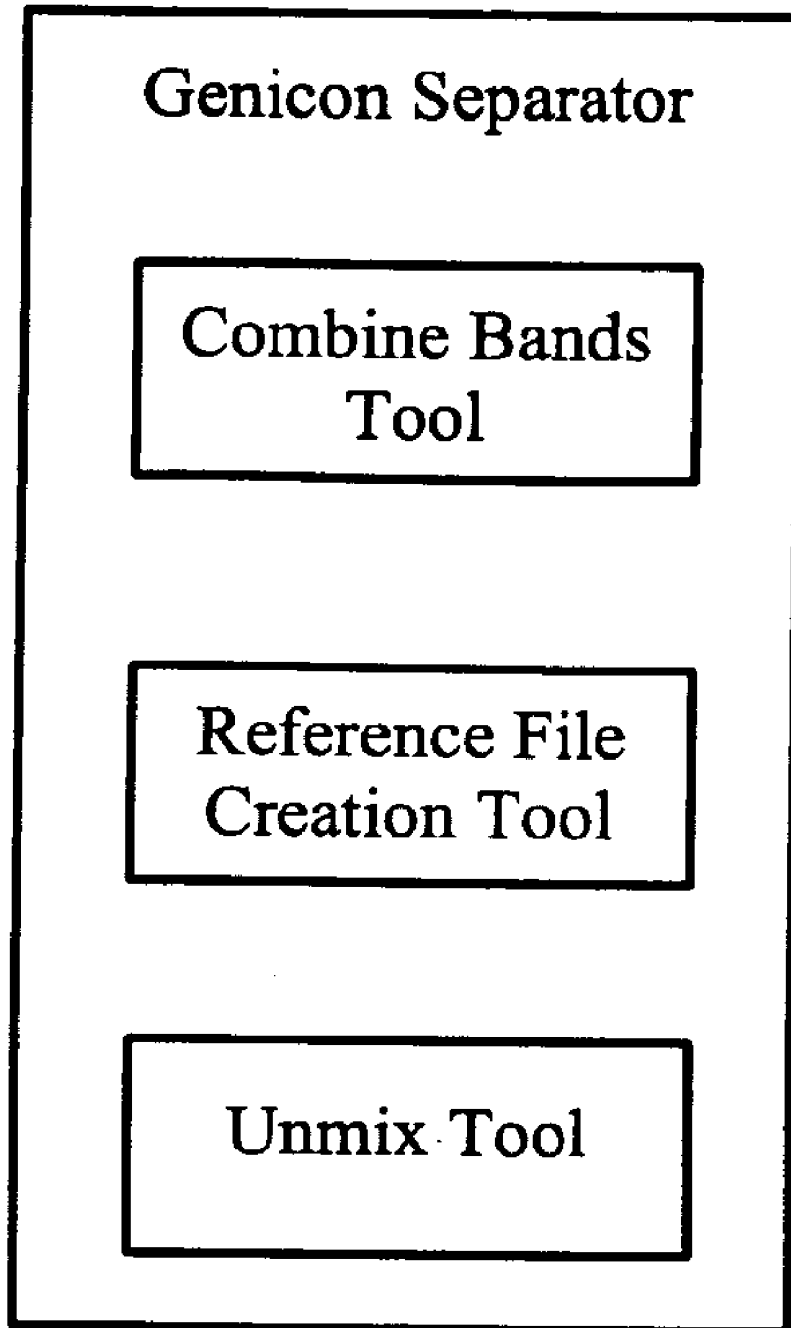 Genicon Separator
Combine Bands
Tool
Reference File
Creation Tool
Unmix Tool